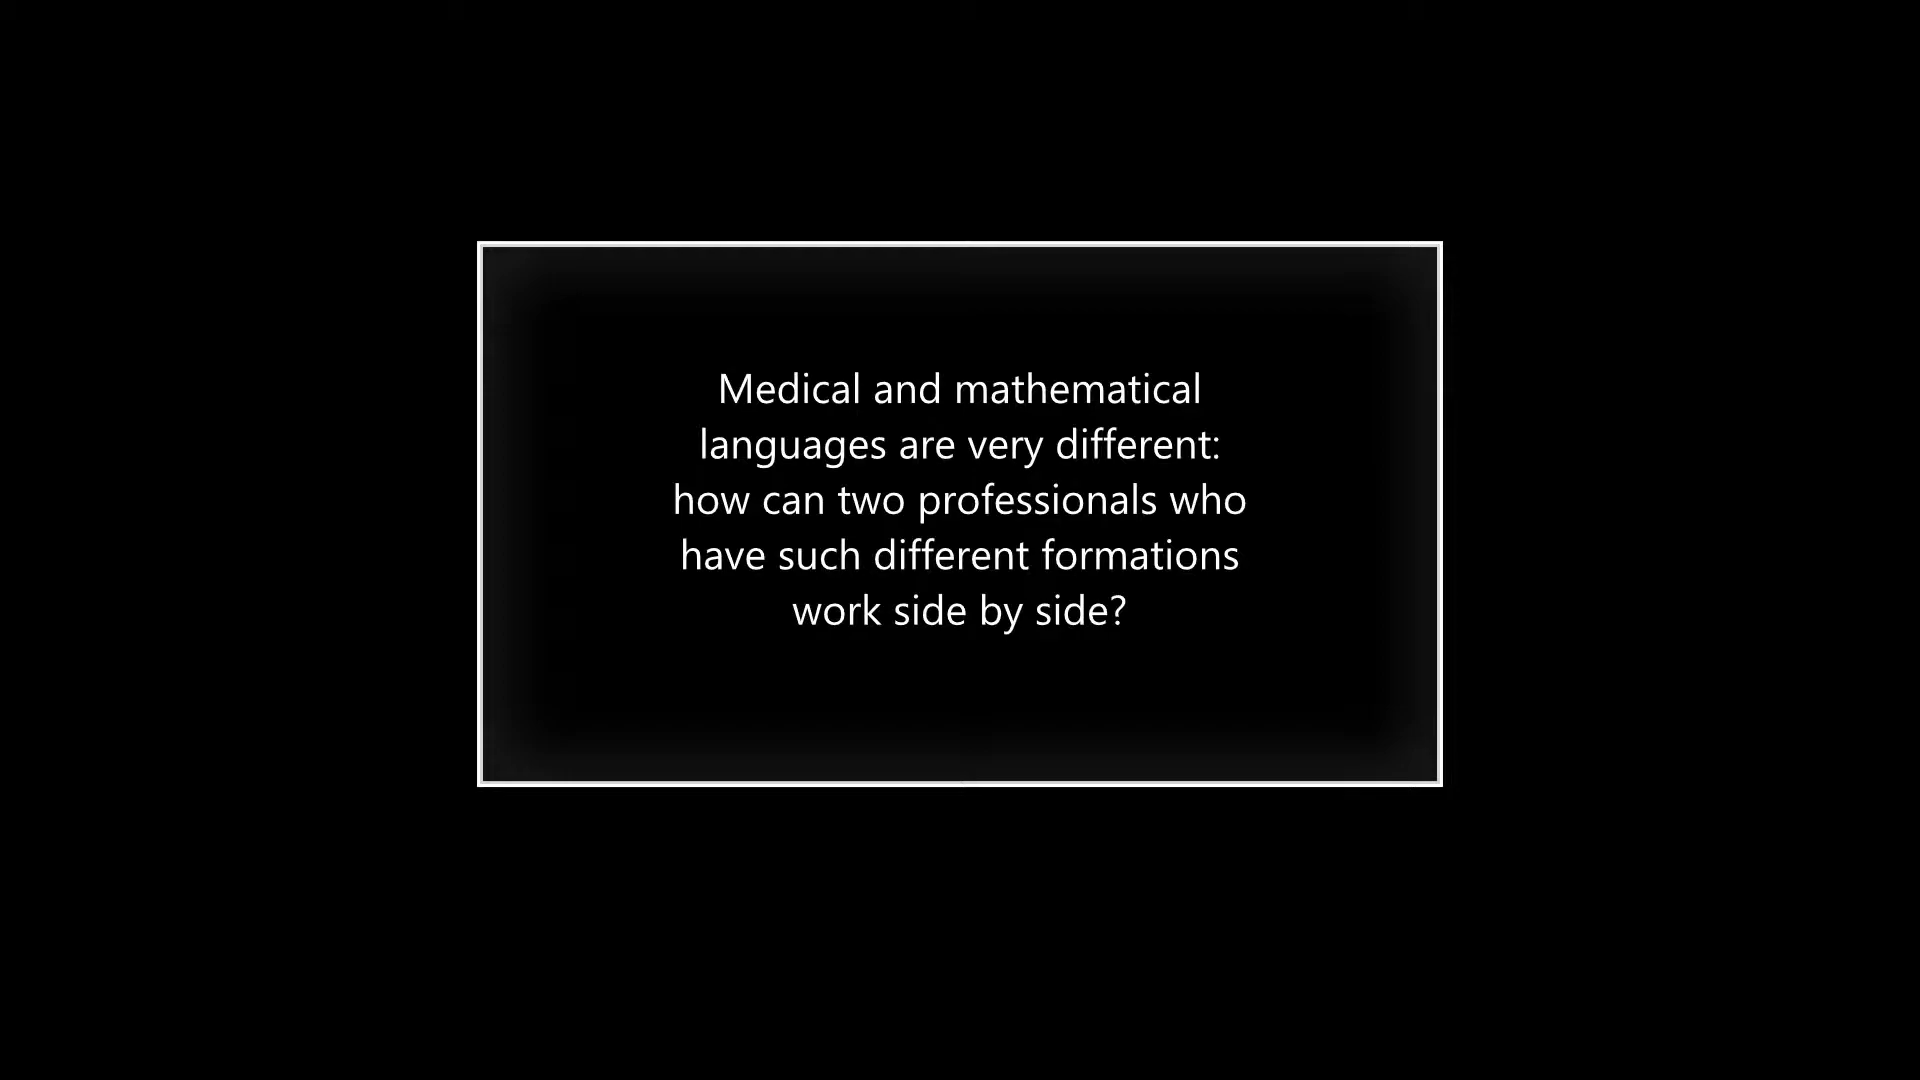 Medical and mathematical
languages are very different:
how can two professionals who
have such different formations
work side by side?